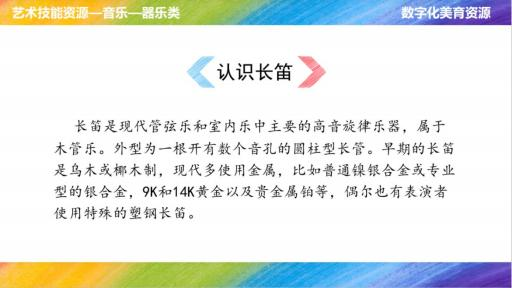 艺术技能资源—音乐—器乐类
数字化美育资源
认识长笛
长笛是现代管弦乐和室内乐中主要的高音旋律乐器，属于
木管乐。外型为一根开有数个音孔的圆柱型长管。早期的长笛
是乌木或椰木制，现代多使用金属，比如普通镍银合金或专业
型的银合金，9K和14K黄金以及贵金属铂等，偶尔也有表演者
使用特殊的塑钢长笛。